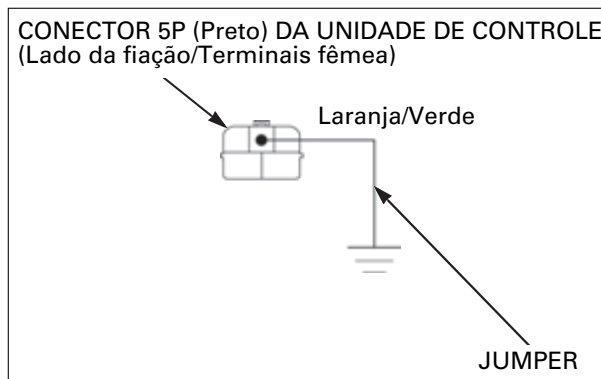 CONECTOR 5P (Preto) DA UNIDADE DE CONTROLE
(Lado da fiação/Terminais fêmea)
Laranja/Verde
JUMPER